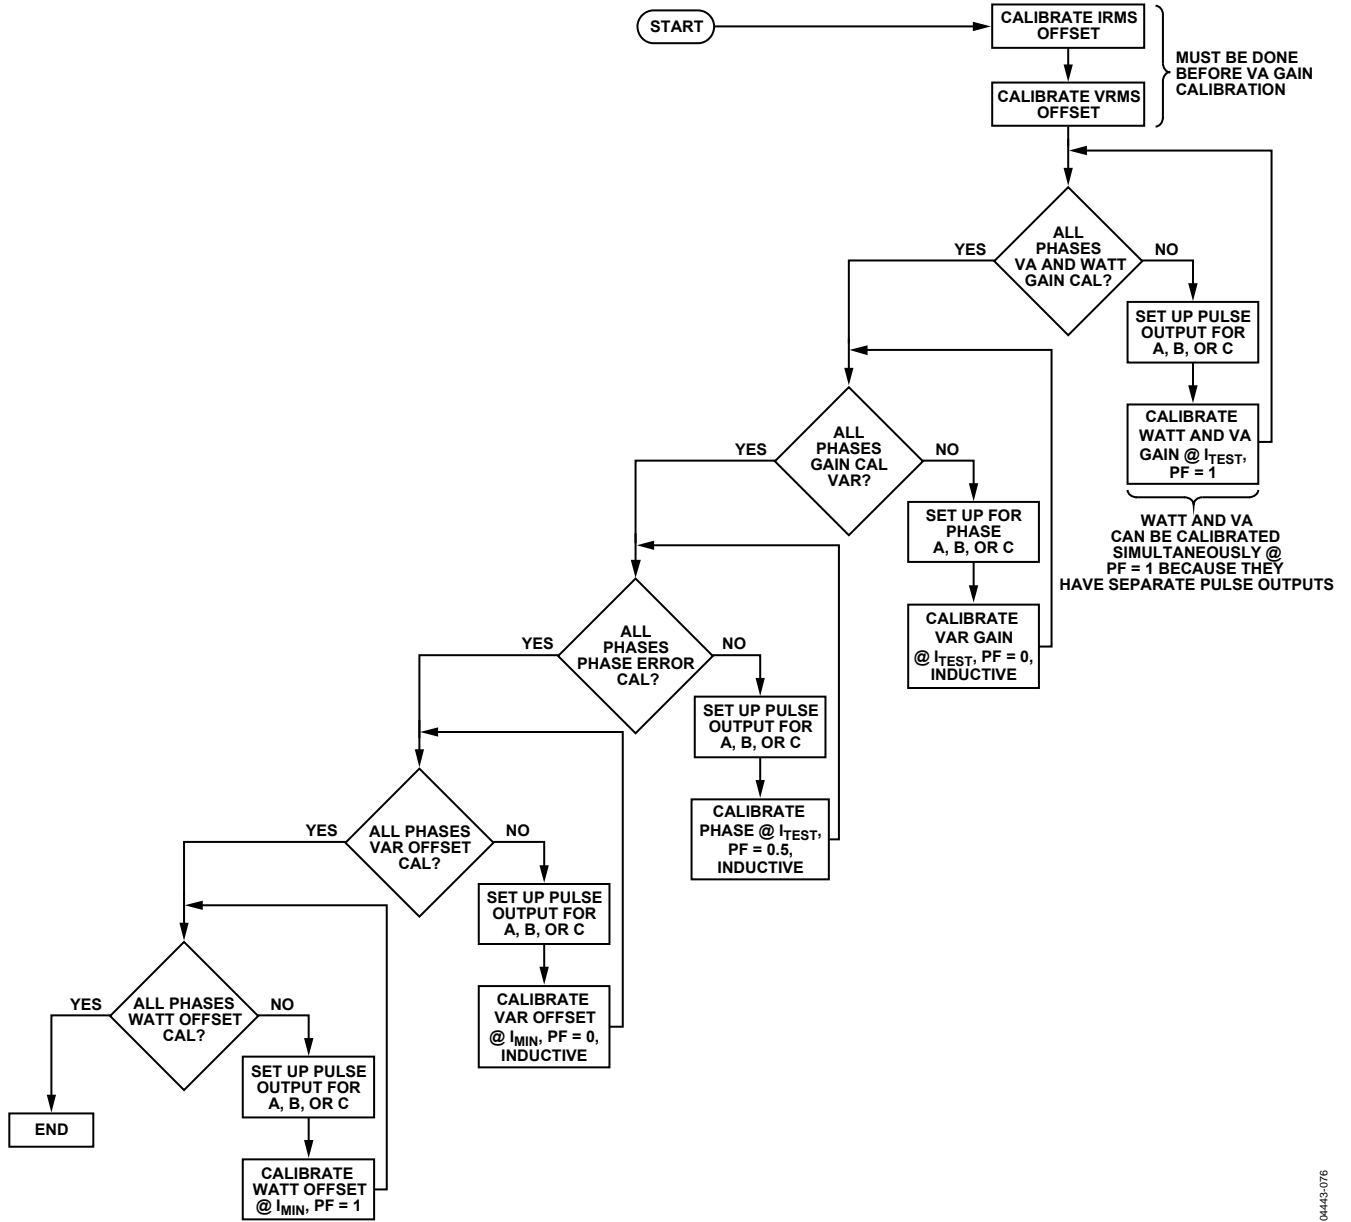 START
CALIBRATE IRMS
OFFSET
MUST BE DONE
BEFORE VA GAIN
CALIBRATION
CALIBRATE VRMS
OFFSET
ALL
PHASES
VA AND WATT
GAIN CAL?
YES
NO
SET UP PULSE
OUTPUT FOR
A, B, OR C
CALIBRATE
WATT AND VA
GAIN @ ITEST,
PF = 1
WATT AND VA
CAN BE CALIBRATED
SIMULTANEOUSLY @
PF = 1 BECAUSE THEY
HAVE SEPARATE PULSE OUTPUTS
ALL
PHASES
GAIN CAL
VAR?
YES
NO
SET UP FOR
PHASE
A, B, OR C
CALIBRATE
VAR GAIN
@ ITEST, PF = 0,
INDUCTIVE
ALL
PHASES
PHASE ERROR
CAL?
YES
NO
SET UP PULSE
OUTPUT FOR
A, B, OR C
CALIBRATE
PHASE @ ITEST,
PF = 0.5,
INDUCTIVE
ALL PHASES
VAR OFFSET
CAL?
YES
NO
SET UP PULSE
OUTPUT FOR
A, B, OR C
CALIBRATE
VAR OFFSET
@ IMIN, PF = 0,
INDUCTIVE
ALL PHASES
WATT OFFSET
CAL?
YES
NO
SET UP PULSE
OUTPUT FOR
A, B, OR C
CALIBRATE
WATT OFFSET
@ IMIN, PF = 1
END
04443-076